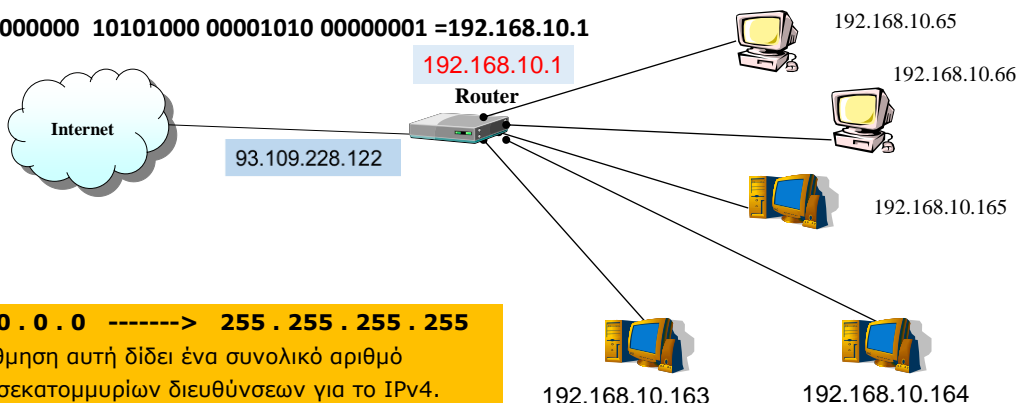 000000 10101000 00001010 00000001 =192.168.10.1
192.168.10.65
192.168.10.1
192.168.10.66
Router
Internet
93.109.228.122
192.168.10.165
0 . 0 . 0 -------> 255 . 255 . 255 . 255
θμηση αυτή δίδει ένα συνολικό αριθμό
σεκατομμυρίων διευθύνσεων για το IPv4.
192.168.10.163
192.168.10.164